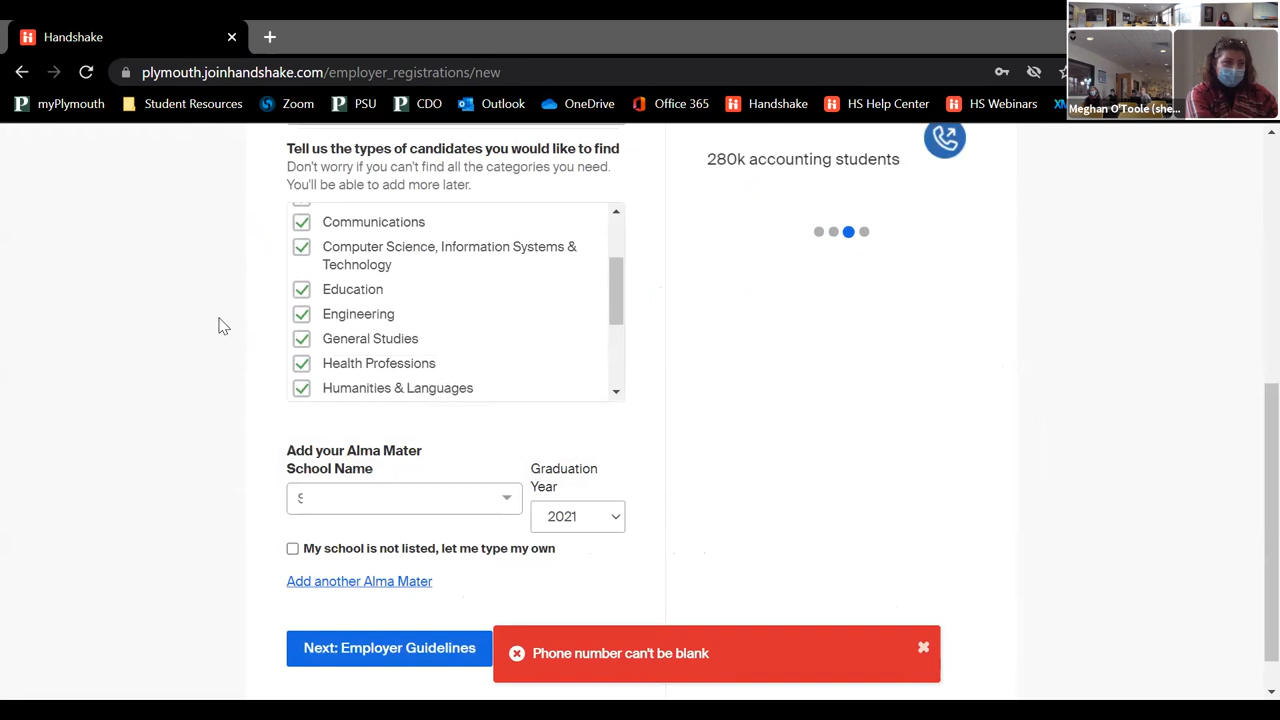 Handshake
plymouth.joinhandshake.com/employer_registrations/new
myPlymouth
Student Resources
Zoom
PSU
CDO
Outlook
OneDrive
Office 365
Handshake
HS Help Center
HS Webinars
Meghan O'Toole (she...
Tell us the types of candidates you would like to find
Don't worry if you can't find all the categories you need.
You'll be able to add more later.
Communications
Computer Science, Information Systems &
Technology
Education
Engineering
General Studies
Health Professions
Humanities & Languages
280k accounting students
Add your Alma Mater
School Name
Graduation
Year
2021
My school is not listed, let me type my own
Add another Alma Mater
Next: Employer Guidelines
Phone number can't be blank